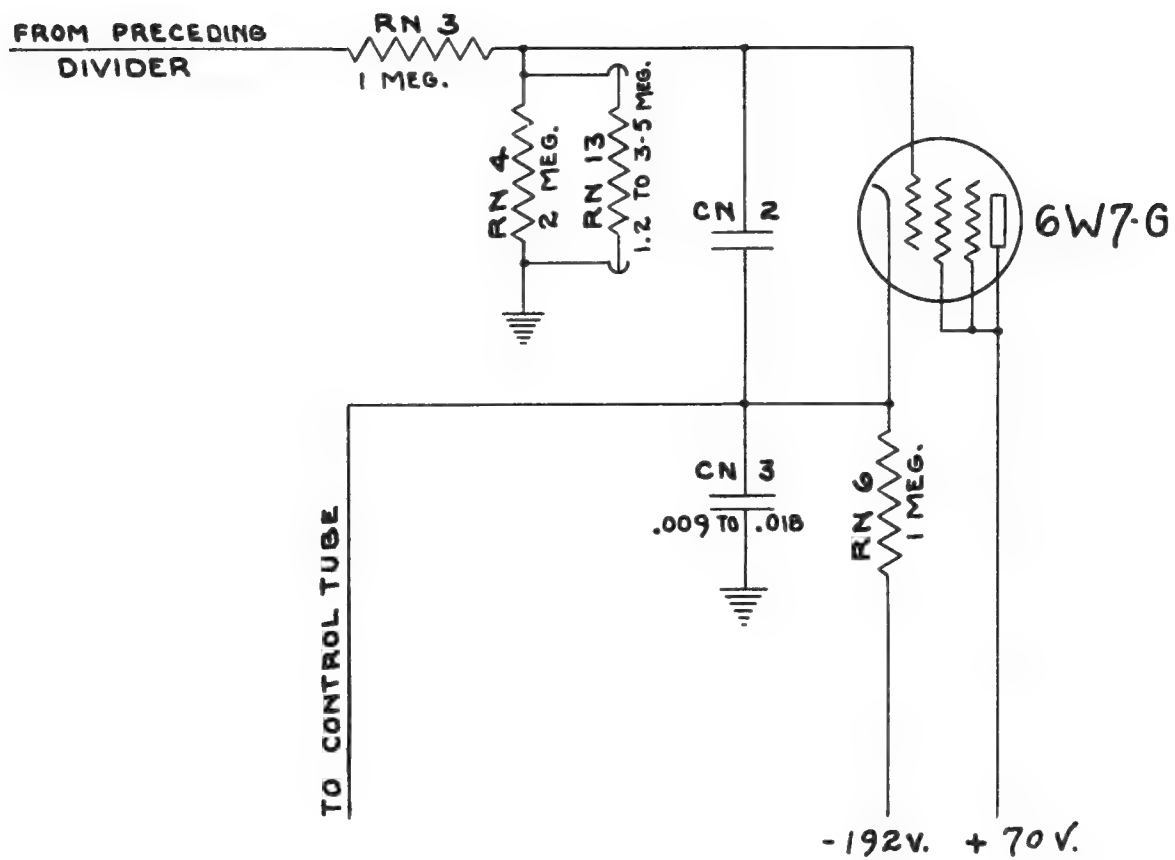 FROM PRECEDING
DIVIDER
RN 3
1 MEG.
RN 4
2 MEG.
RN 13
1.2 TO 3-5 MEG.
CN 2
6W7-G
CN 3
.009 TO .018
RN 6
1 MEG.
TO CONTROL TUBE
-192V. + 70 V.